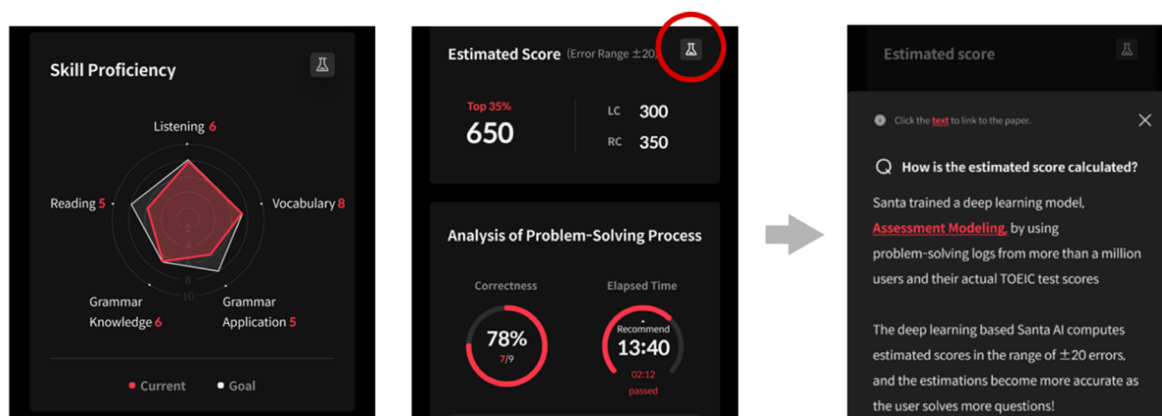 Skill Proficiency
Listening 6
Reading 5
Vocabulary 8
2
4
8
10
Grammar
Knowledge 6
Grammar
Application 5
Current
Goal
Estimated Score (Error Range ±20)
Top 35%
650
LC 300
RC 350
Analysis of Problem-Solving Process
Correctness
78%
7/9
Elapsed Time
Recommend
13:40
02:12
passed
Estimated score
Click the text to link to the paper.
Q How is the estimated score calculated?
Santa trained a deep learning model,
Assessment Modeling, by using
problem-solving logs from more than a million
users and their actual TOEIC test scores
The deep learning based Santa AI computes
estimated scores in the range of ±20 errors,
and the estimations become more accurate as
the user solves more questions!